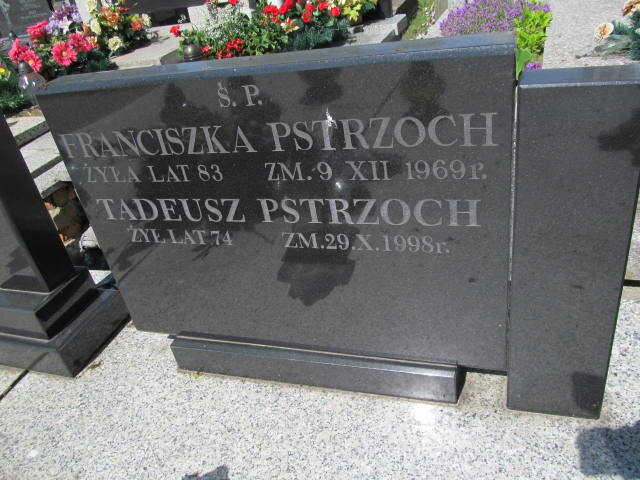 Ś. P.
FRANCISZKA PSTRZOCH
ŻYŁA LAT 83 ZM. 9 XII 1969 r.
TADEUSZ PSTRZOCH
ŻYŁ LAT 74 ZM. 29. X. 1998 r.